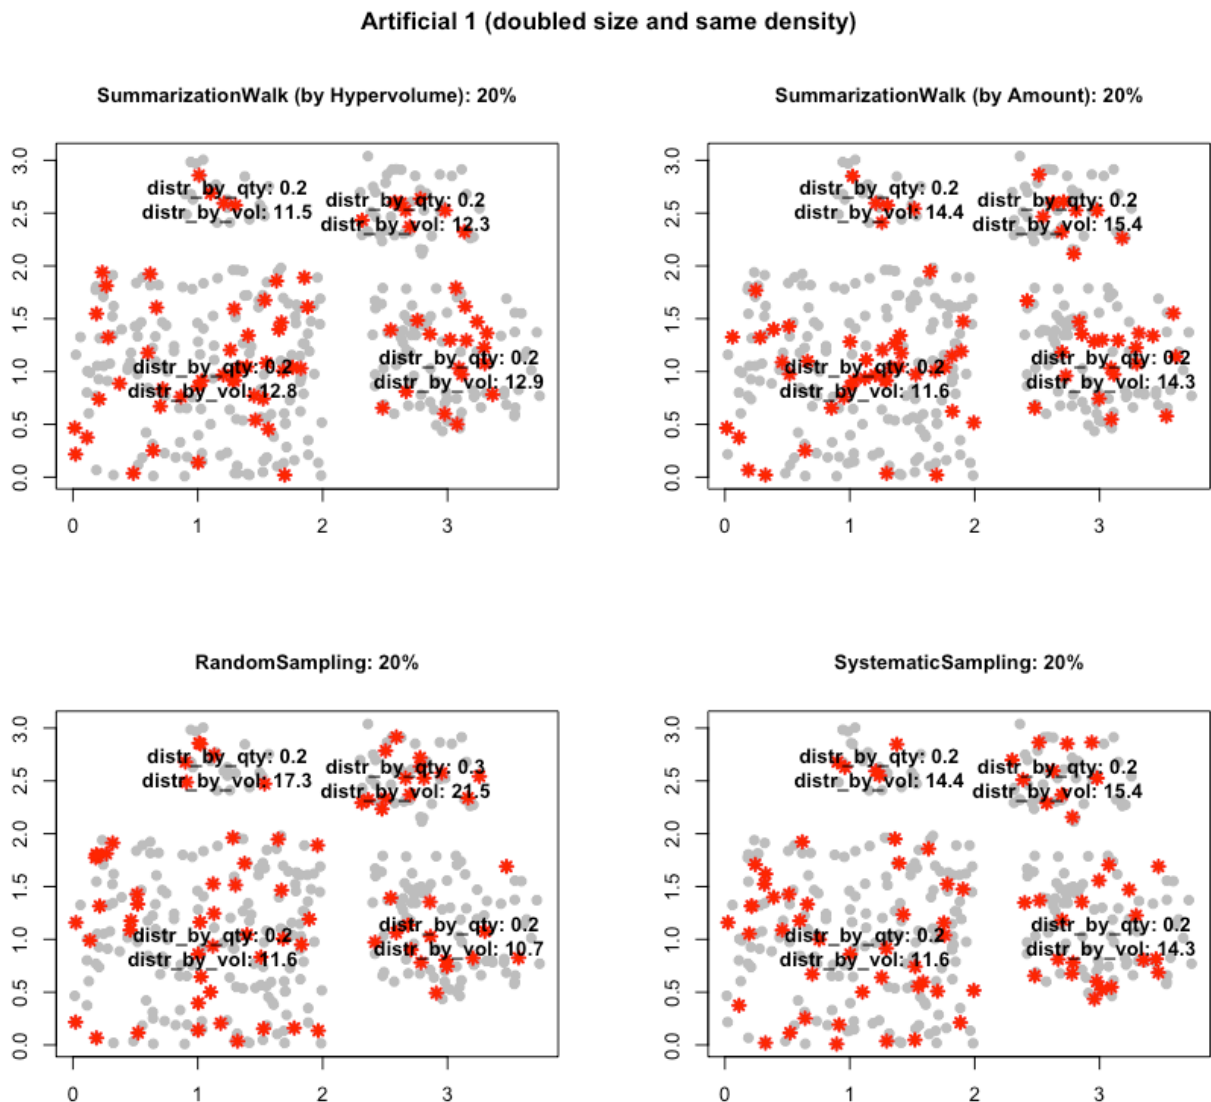 Artificial 1 (doubled size and same density)
SummarizationWalk (by Hypervolume): 20%
3.0
2.5
2.0
1.5
1.0
0.5
0.0
distr_by_qty: 0.2
distr_by_vol: 11.5
distr_by_qty: 0.2
distr_by_vol: 12.3
distr_by_qty: 0.2
distr_by_vol: 12.8
distr_by_qty: 0.2
distr_by_vol: 12.9
0 1 2 3
SummarizationWalk (by Amount): 20%
3.0
2.5
2.0
1.5
1.0
0.5
0.0
distr_by_qty: 0.2
distr_by_vol: 14.4
distr_by_qty: 0.2
distr_by_vol: 15.4
distr_by_qty: 0.2
distr_by_vol: 11.6
distr_by_qty: 0.2
distr_by_vol: 14.3
0 1 2 3
RandomSampling: 20%
3.0
2.5
2.0
1.5
1.0
0.5
0.0
distr_by_qty: 0.2
distr_by_vol: 17.3
distr_by_qty: 0.3
distr_by_vol: 21.5
distr_by_qty: 0.2
distr_by_vol: 11.6
distr_by_qty: 0.2
distr_by_vol: 10.7
0 1 2 3
SystematicSampling: 20%
3.0
2.5
2.0
1.5
1.0
0.5
0.0
distr_by_qty: 0.2
distr_by_vol: 14.4
distr_by_qty: 0.2
distr_by_vol: 15.4
distr_by_qty: 0.2
distr_by_vol: 11.6
distr_by_qty: 0.2
distr_by_vol: 14.3
0 1 2 3